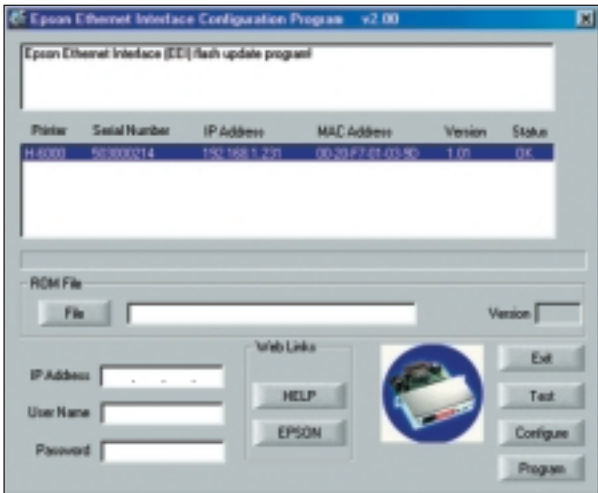 Epson Ethernet Interface Configuration Program v2.00
Epson Ethernet Interface (EEI) flash update program!
Printer Serial Number IP Address MAC Address Version Status
H-6000 503000214 192.168.1.231 00-20-F7-01-03-9D 1.01 OK
ROM File
File
Version
Web Links
IP Address . . .
User Name
Password
HELP
EPSON
Exit
Test
Configure
Program